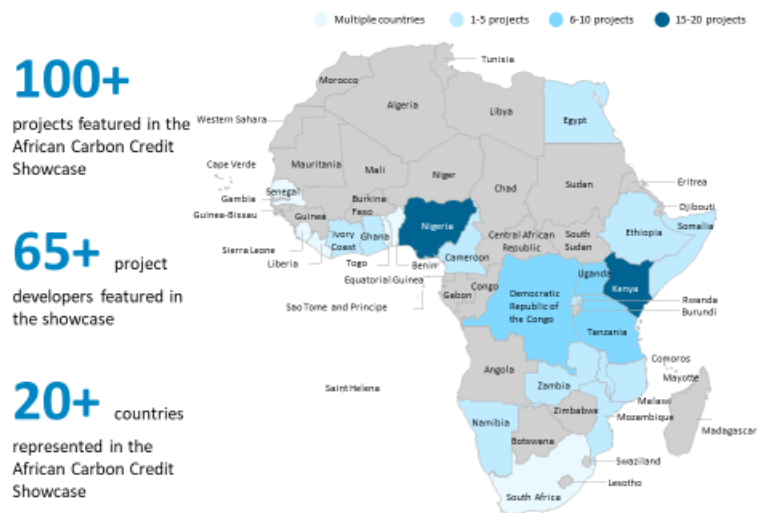 Multiple countries
1-5 projects
6-10 projects
15-20 projects
100+
projects featured in the
African Carbon Credit
Showcase
65+ project
developers featured in
the showcase
20+ countries
represented in the
African Carbon Credit
Showcase
Tunisia
Morocco
Algeria
Libya
Egypt
Western Sahara
Cape Verde
Mauritania
Mali
Niger
Chad
Sudan
Eritrea
Senegal
Gambia
Guinea-Bissau
Guinea
Burkina
Faso
Nigeria
Djibouti
Somalia
Ethiopia
Ivory
Coast
Ghana
Central African
Republic
South
Sudan
Sierra Leone
Liberia
Togo
Benin
Cameroon
Equatorial Guinea
Sao Tome and Principe
Gabon
Congo
Democratic
Republic of
the Congo
Uganda
Kenya
Rwanda
Burundi
Tanzania
Saint Helena
Angola
Zambia
Comoros
Mayotte
Malawi
Mozambique
Madagascar
Zimbabwe
Namibia
Botswana
Swaziland
Lesotho
South Africa